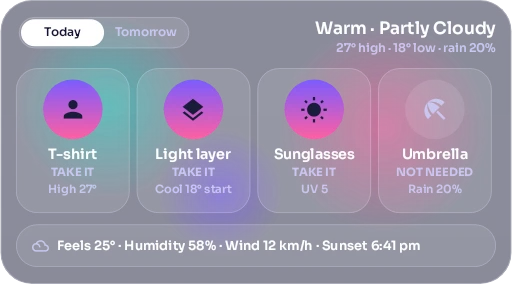 Today
Tomorrow
Warm · Partly Cloudy
27° high · 18° low · rain 20%
T-shirt
TAKE IT
High 27°
Light layer
TAKE IT
Cool 18° start
Sunglasses
TAKE IT
UV 5
Umbrella
NOT NEEDED
Rain 20%
Feels 25° · Humidity 58% · Wind 12 km/h · Sunset 6:41 pm